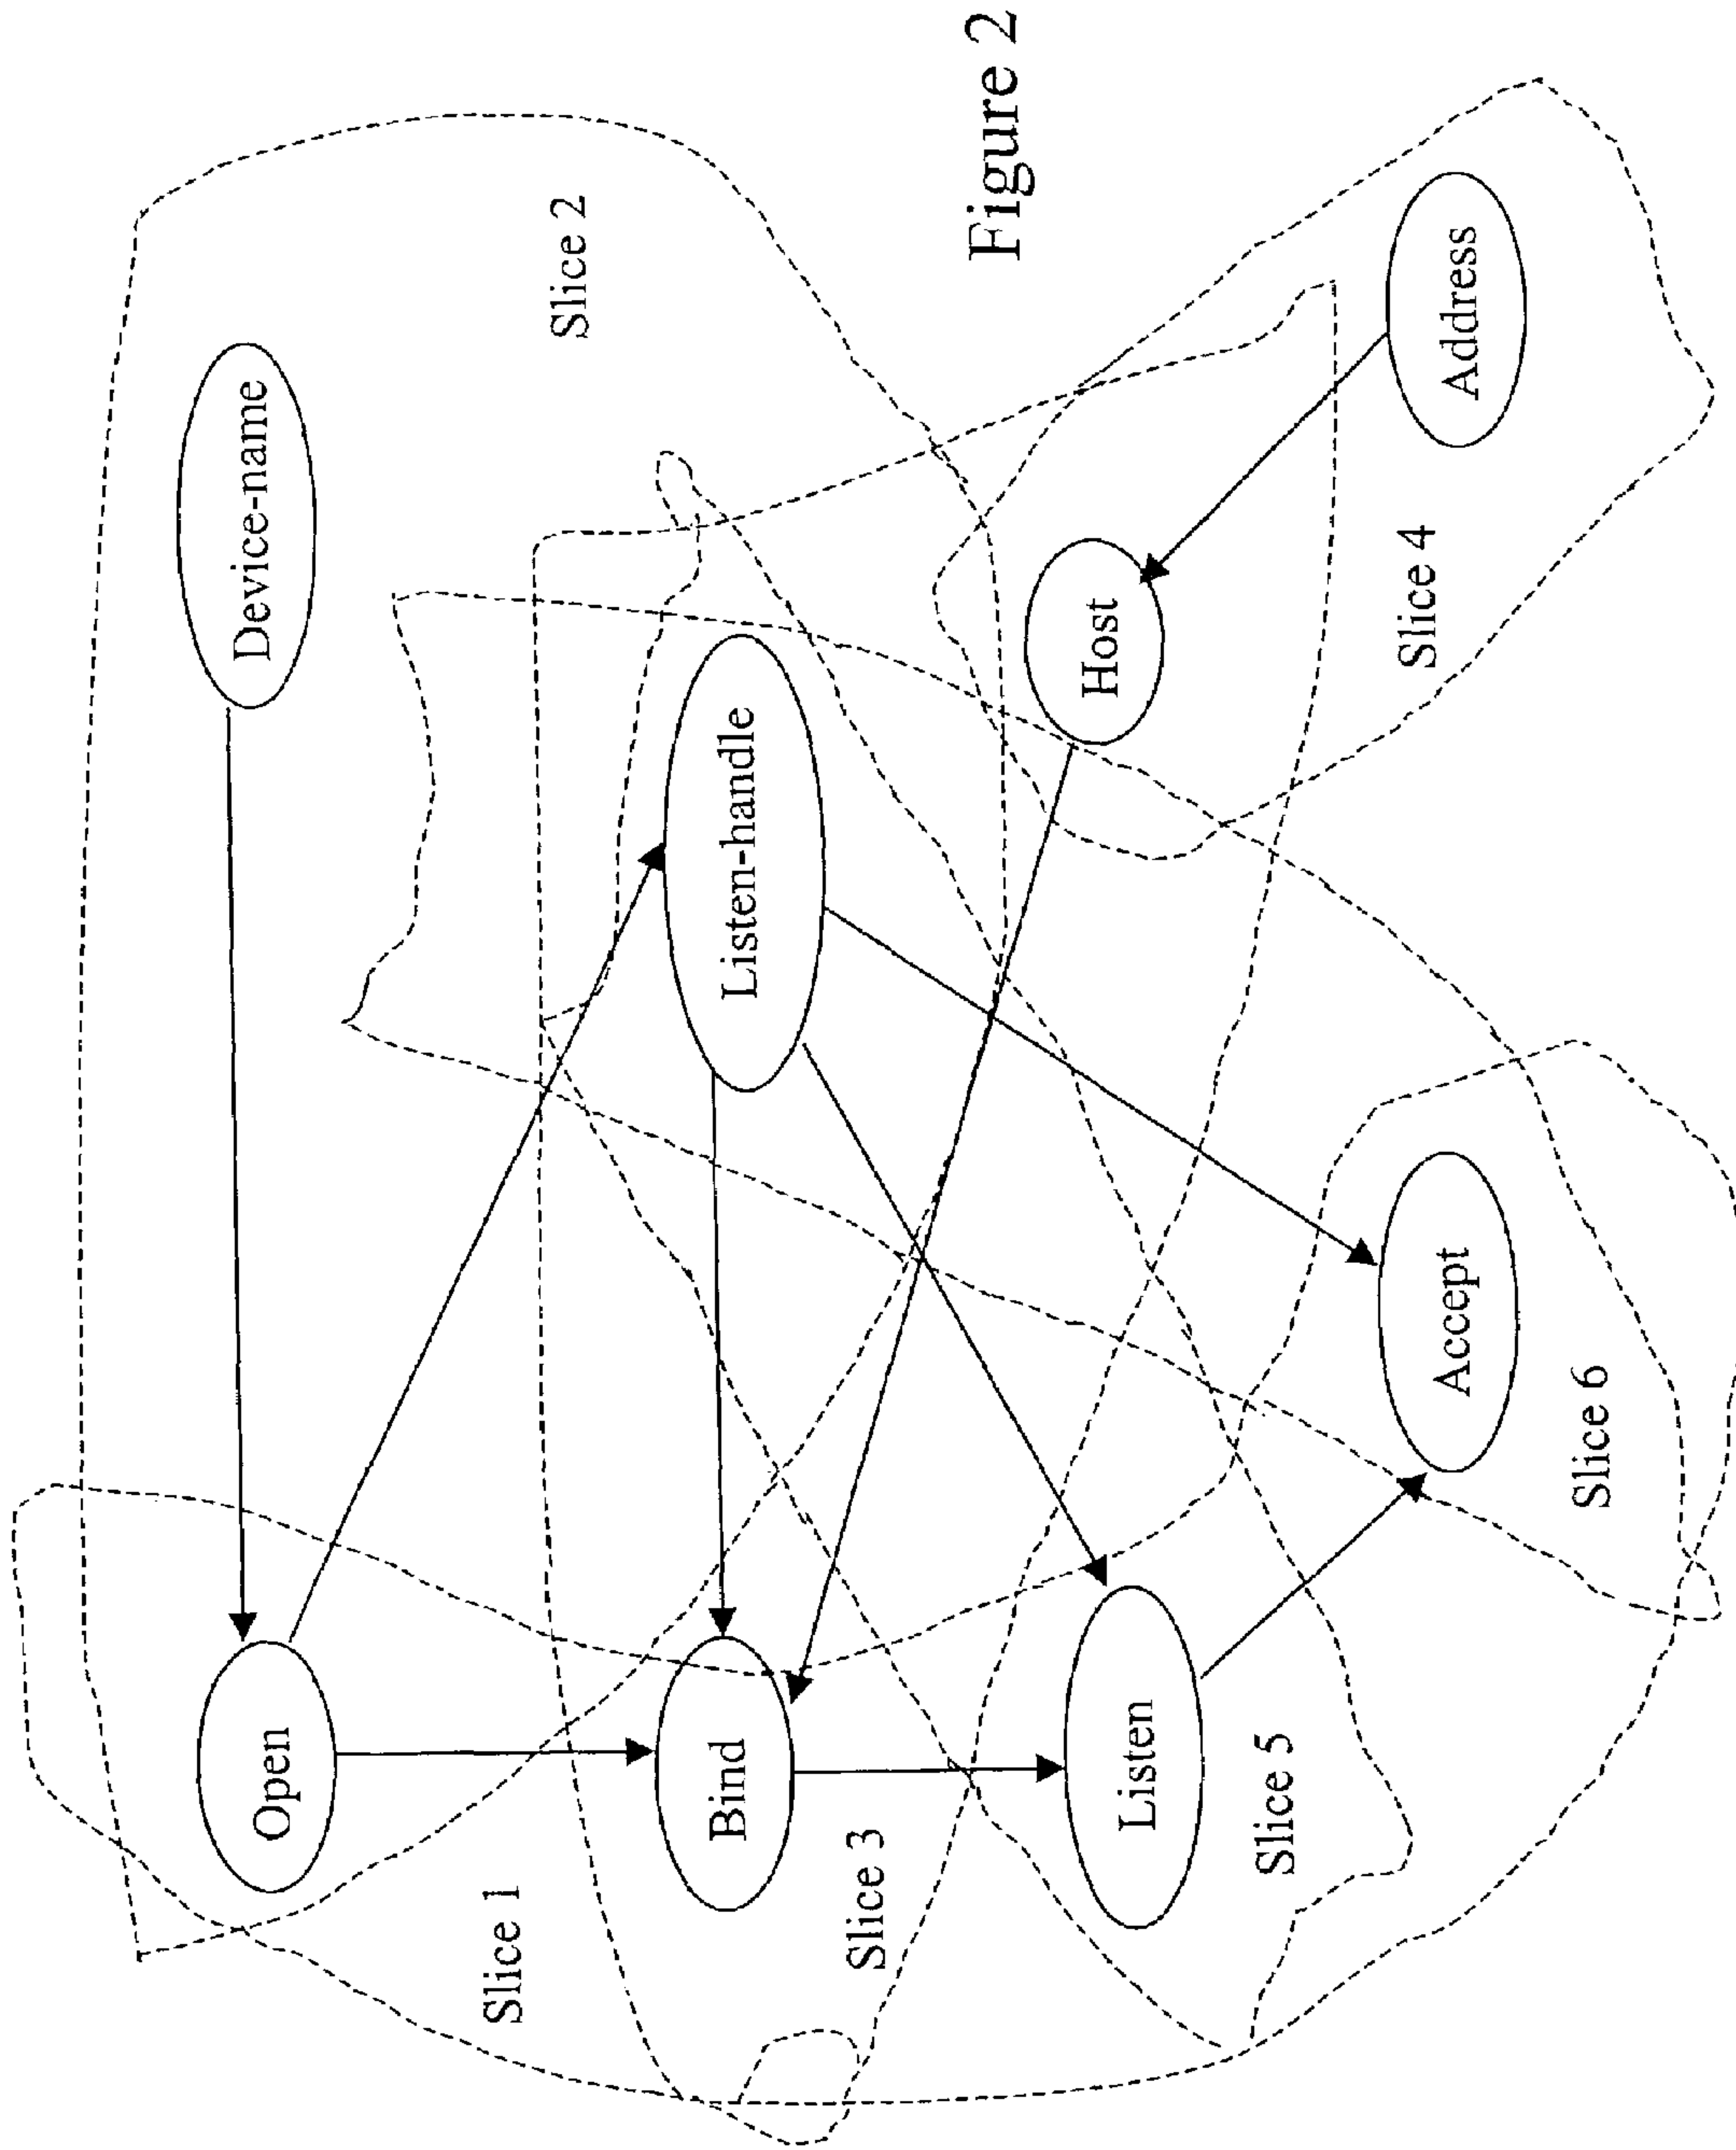 Slice 1
Open
Device-name
Slice 2
Bind
Listen-handle
Slice 3
Listen
Host
Slice 5
Slice 4
Accept
Address
Slice 6
Figure 2